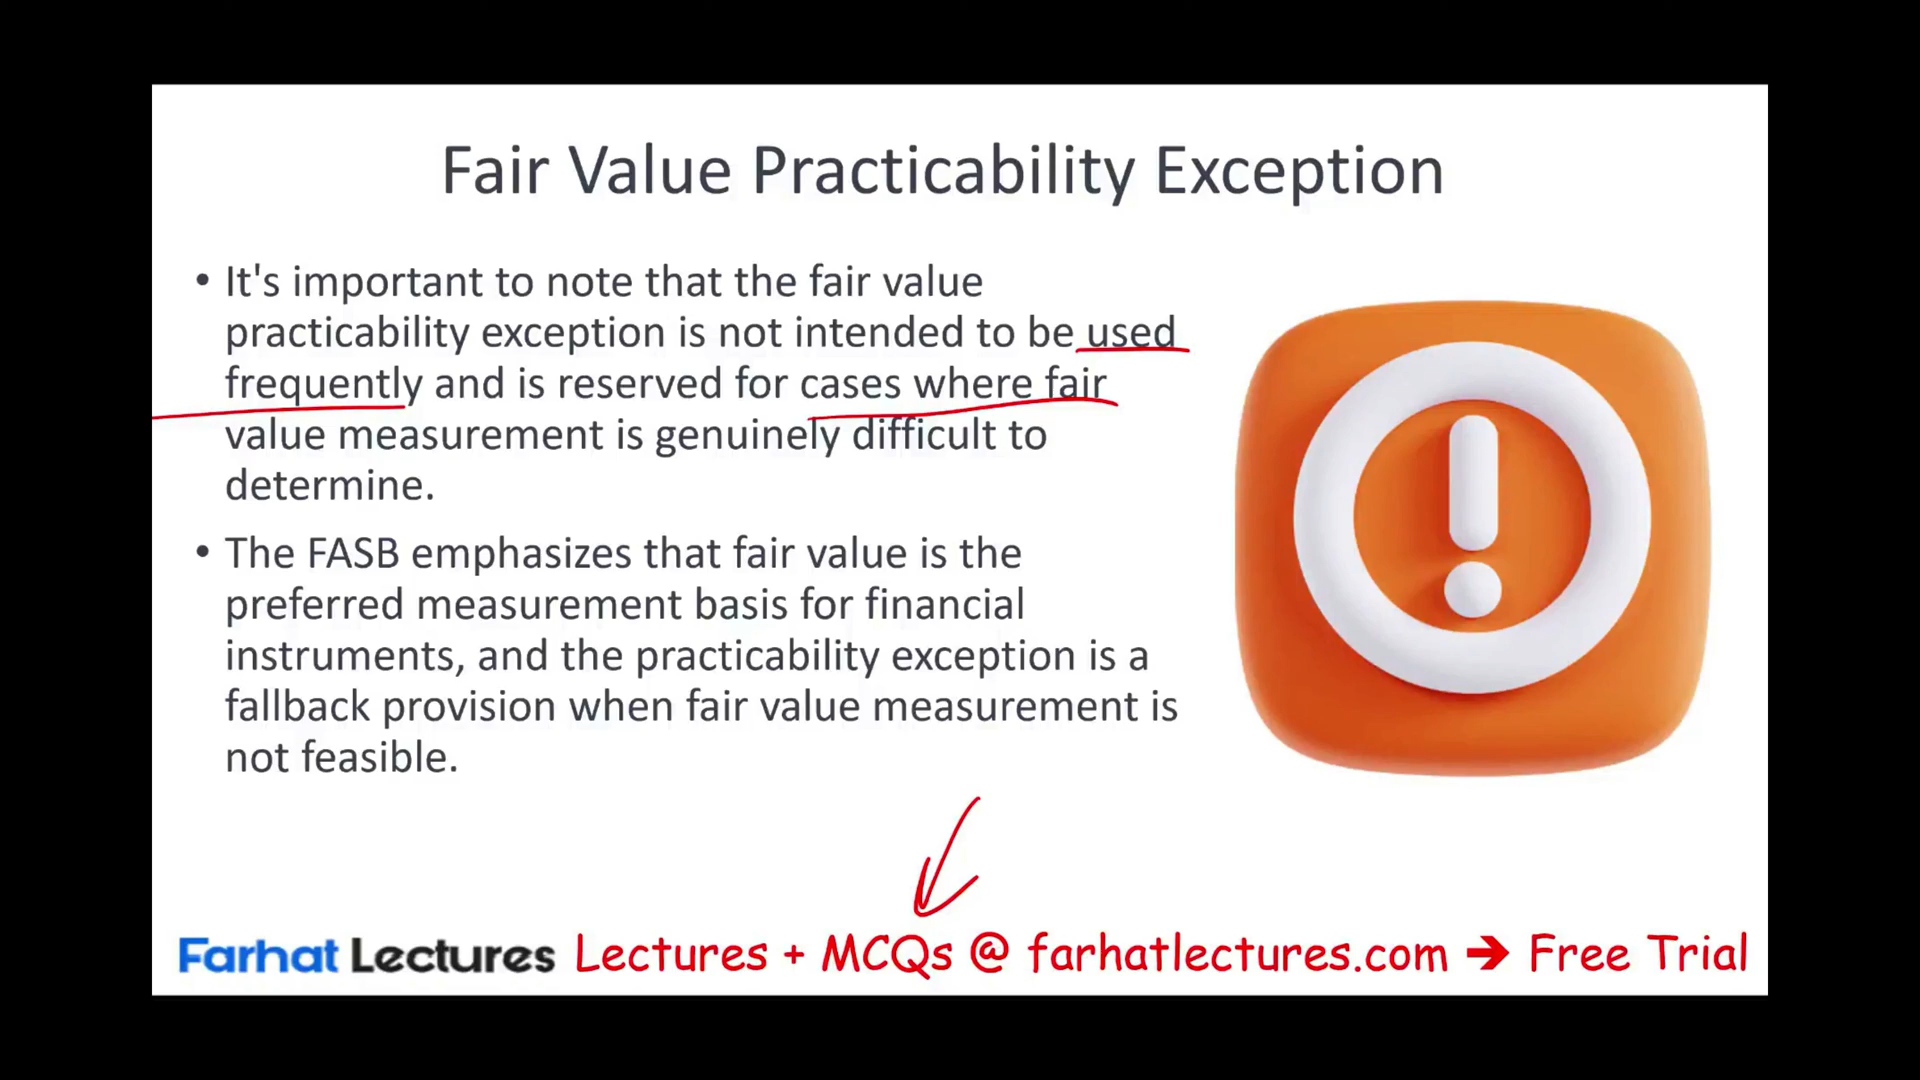 Fair Value Practicability Exception
• It's important to note that the fair value
practicability exception is not intended to be used
frequently and is reserved for cases where fair
value measurement is genuinely difficult to
determine.
• The FASB emphasizes that fair value is the
preferred measurement basis for financial
instruments, and the practicability exception is a
fallback provision when fair value measurement is
not feasible.
Farhat Lectures Lectures + MCQs @ farhatlectures.com → Free Trial